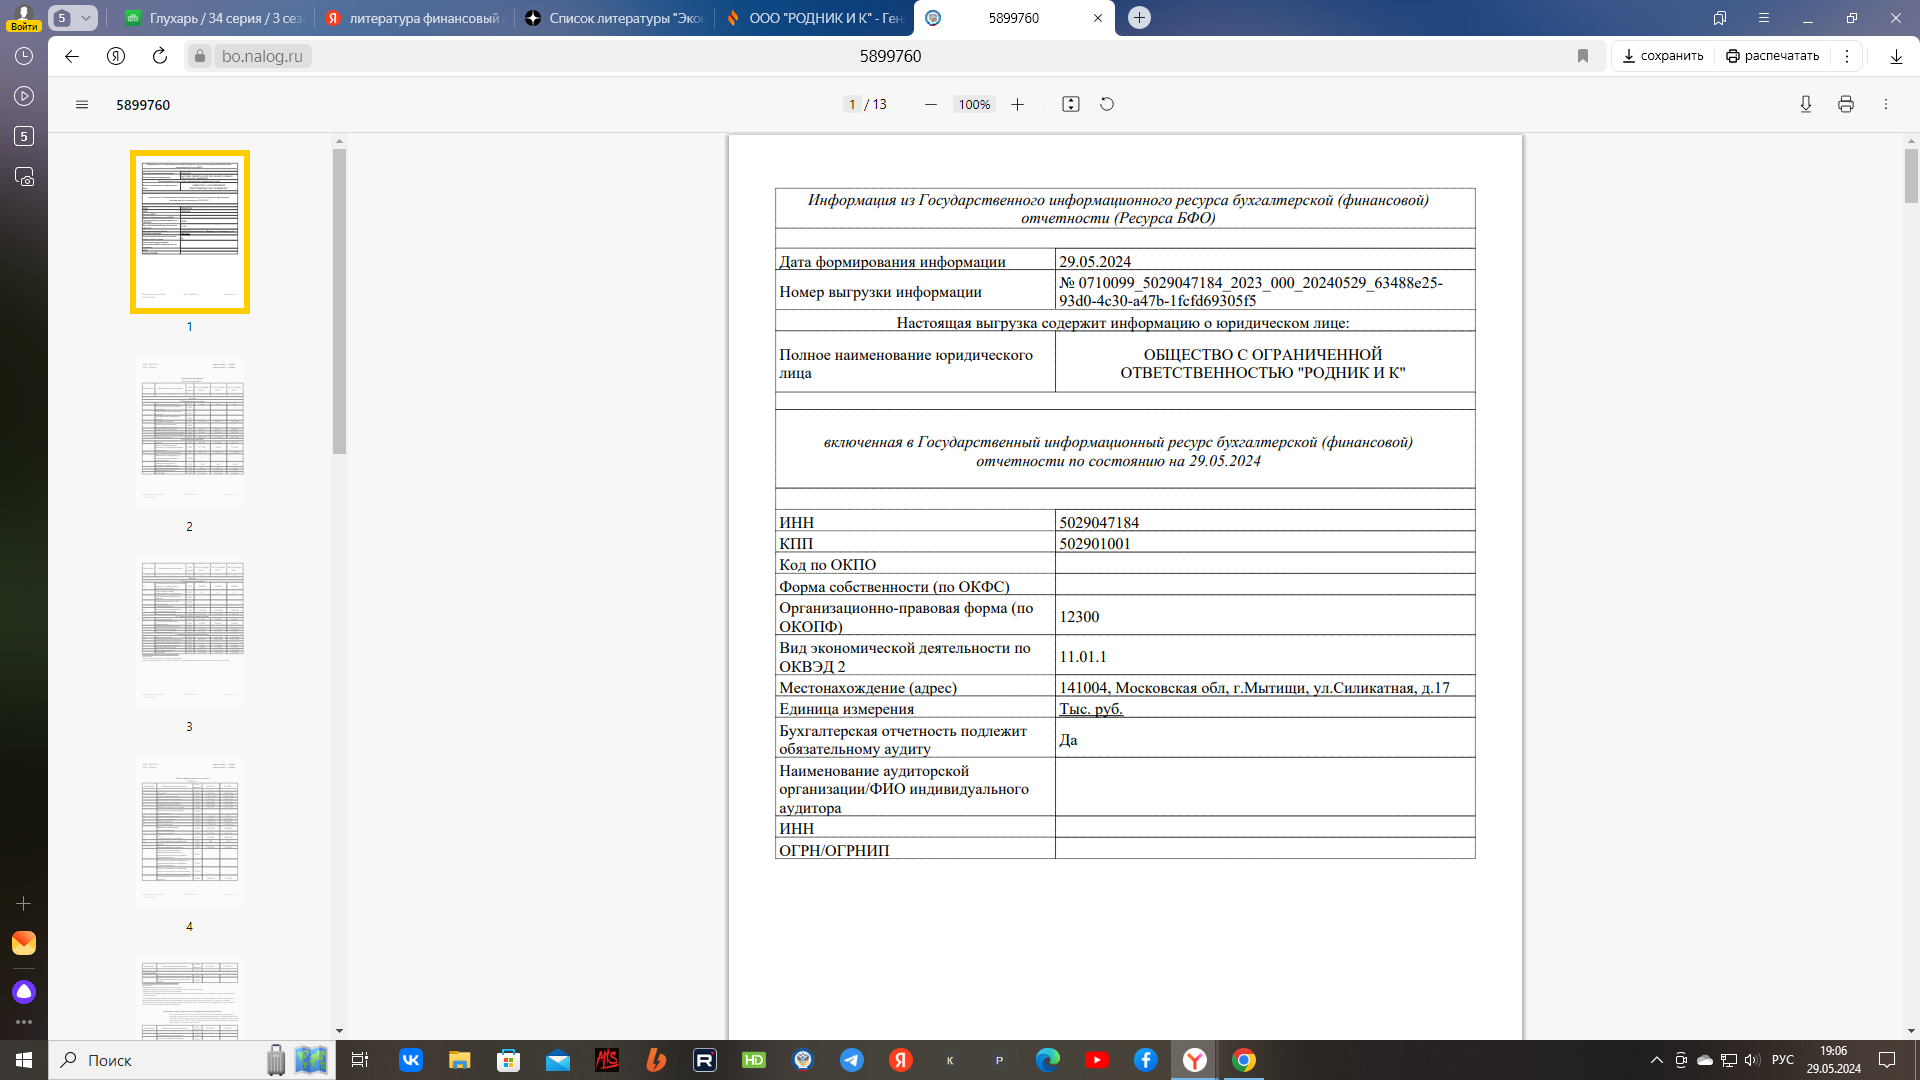 Войти
5
Глухарь / 34 серия / 3 сез
литература финансовый
Список литературы "Экон
ООО "РОДНИК И К" - Ген
5899760
bo.nalog.ru
5899760
сохранить
распечатать
5
5899760
1 / 13
100%
1
2
3
4
Информация из Государственного информационного ресурса бухгалтерской (финансовой)
отчетности (Ресурса БФО)
Дата формирования информации 29.05.2024
Номер выгрузки информации № 0710099_5029047184_2023_000_20240529_63488e25-
93d0-4c30-a47b-1fcfd69305f5
Настоящая выгрузка содержит информацию о юридическом лице:
Полное наименование юридического
лица
ОБЩЕСТВО С ОГРАНИЧЕННОЙ
ОТВЕТСТВЕННОСТЬЮ "РОДНИК И К"
включенная в Государственный информационный ресурс бухгалтерской (финансовой)
отчетности по состоянию на 29.05.2024
ИНН 5029047184
КПП 502901001
Код по ОКПО
Форма собственности (по ОКФС)
Организационно-правовая форма (по
ОКОПФ)
12300
Вид экономической деятельности по
ОКВЭД 2
11.01.1
Местонахождение (адрес) 141004, Московская обл, г.Мытищи, ул.Силикатная, д.17
Единица измерения Тыс. руб.
Бухгалтерская отчетность подлежит
обязательному аудиту
Да
Наименование аудиторской
организации/ФИО индивидуального
аудитора
ИНН
ОГРН/ОГРНИП
Поиск
HD
К
Р
РУС
19:06
29.05.2024